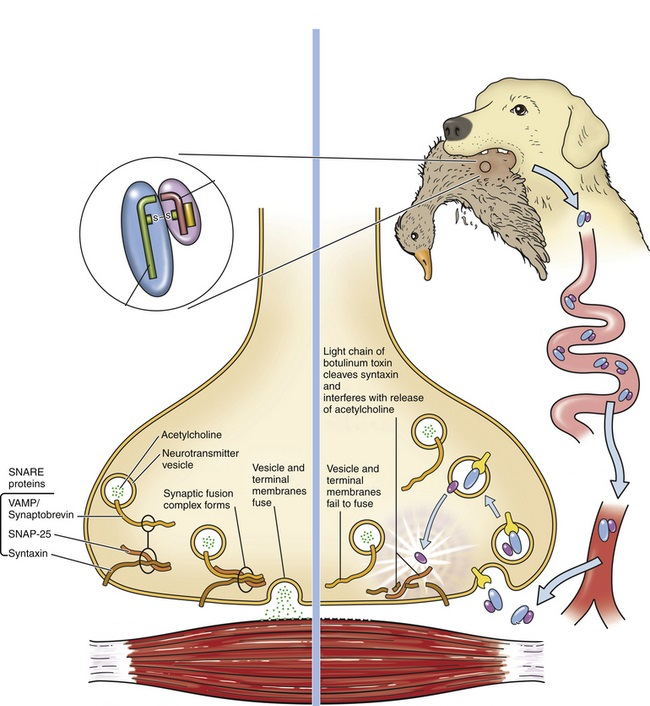 S-S
Light chain of
botulinum toxin
cleaves syntaxin
and
interferes with release
of acetylcholine
Acetylcholine
Neurotransmitter
vesicle
Synaptic fusion
complex forms
Vesicle and
terminal
membranes
fuse
Vesicle and
terminal
membranes
fail to fuse
SNARE
proteins
VAMP/
Synaptobrevin
SNAP-25
Syntaxin